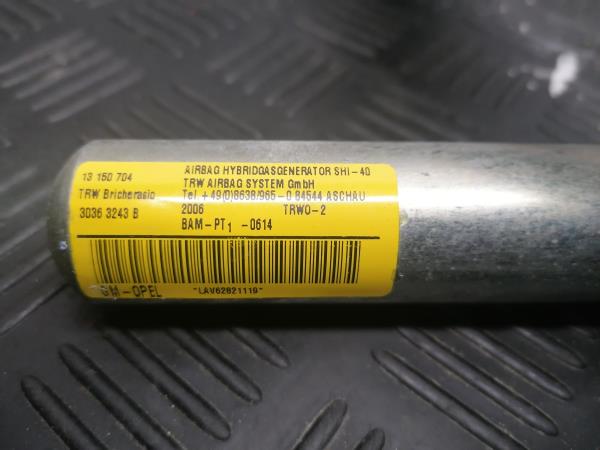 13 160 704
TRW Bricherasio
3036 3243 B
AIRBAG HYBRIDGASGENERATOR SHI-40
TRW AIRBAG SYSTEM GmbH
Tel. +49(0)8638/965-0 84544 ASCHAU
2006 TRWO-2
BAM-PT1 -0614
GM-OPEL
"LAV62821119"